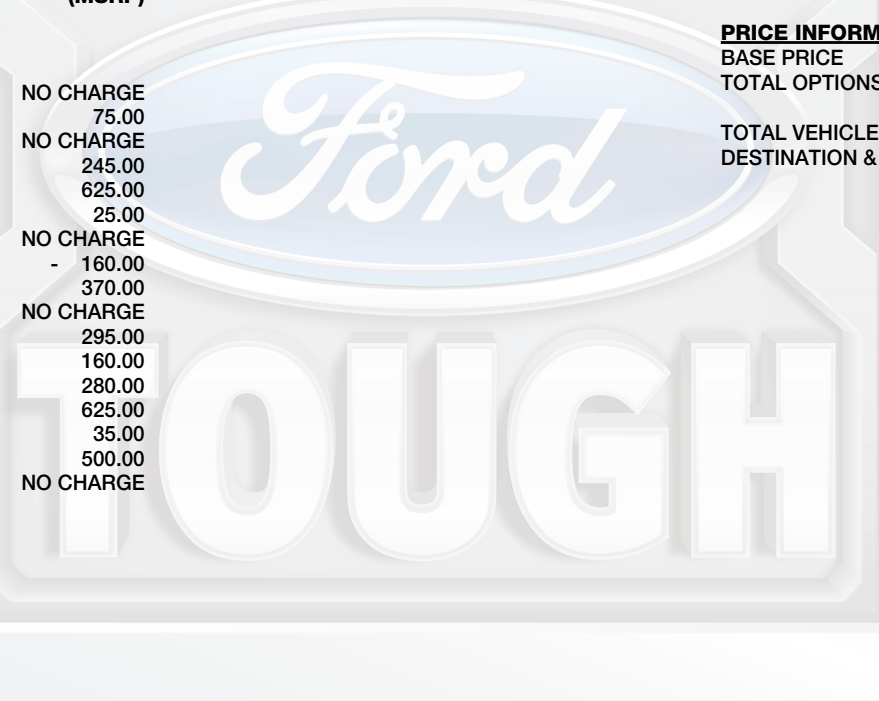 (MSRP)
NO CHARGE
75.00
NO CHARGE
245.00
625.00
25.00
NO CHARGE
- 160.00
370.00
NO CHARGE
295.00
160.00
280.00
625.00
35.00
500.00
NO CHARGE
PRICE INFORM
BASE PRICE
TOTAL OPTIONS
TOTAL VEHICLE
DESTINATION &
Ford
TOUGH